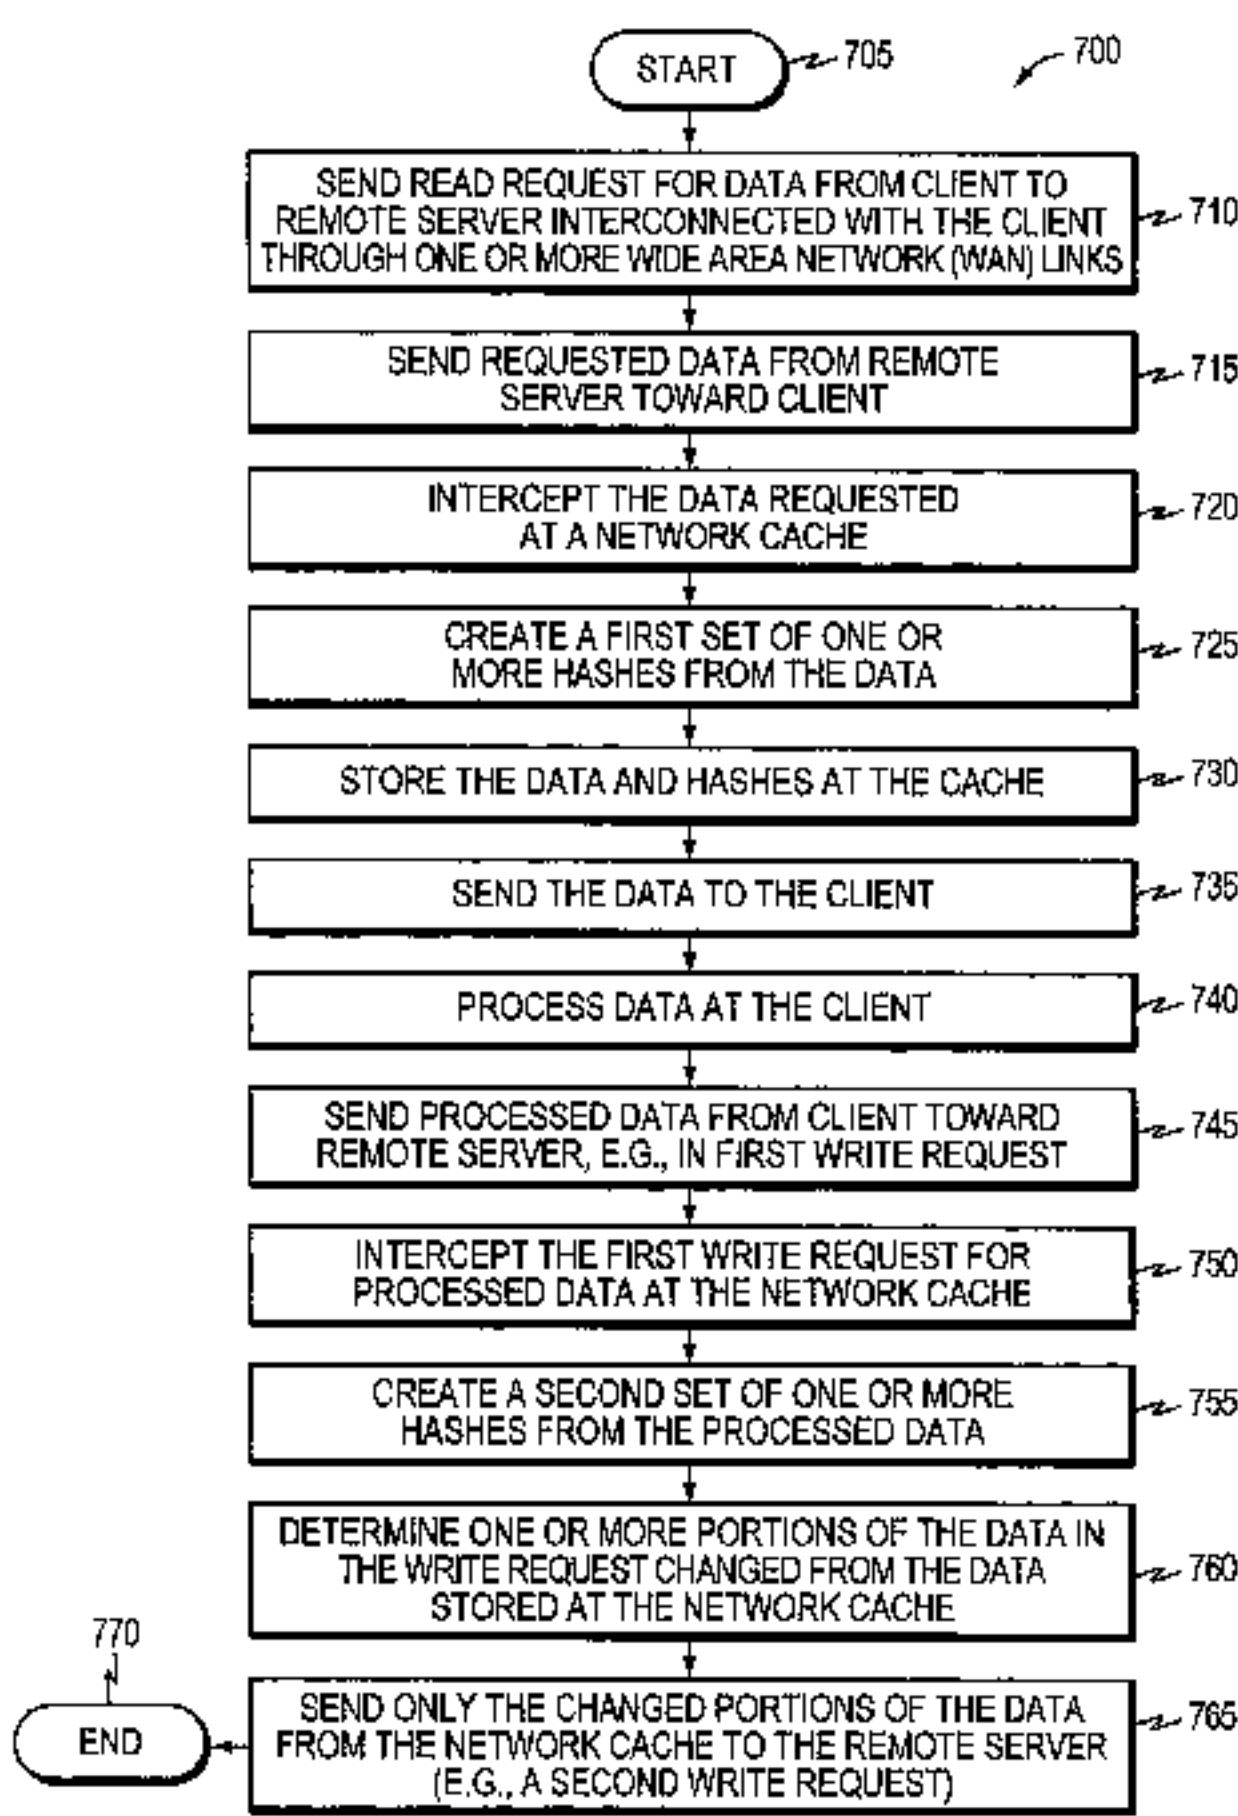 START
705
700
SEND READ REQUEST FOR DATA FROM CLIENT TO
REMOTE SERVER INTERCONNECTED WITH THE CLIENT
THROUGH ONE OR MORE WIDE AREA NETWORK (WAN) LINKS
710
SEND REQUESTED DATA FROM REMOTE
SERVER TOWARD CLIENT
715
INTERCEPT THE DATA REQUESTED
AT A NETWORK CACHE
720
CREATE A FIRST SET OF ONE OR
MORE HASHES FROM THE DATA
725
STORE THE DATA AND HASHES AT THE CACHE
730
SEND THE DATA TO THE CLIENT
735
PROCESS DATA AT THE CLIENT
740
SEND PROCESSED DATA FROM CLIENT TOWARD
REMOTE SERVER, E.G., IN FIRST WRITE REQUEST
745
INTERCEPT THE FIRST WRITE REQUEST FOR
PROCESSED DATA AT THE NETWORK CACHE
750
CREATE A SECOND SET OF ONE OR MORE
HASHES FROM THE PROCESSED DATA
755
DETERMINE ONE OR MORE PORTIONS OF THE DATA IN
THE WRITE REQUEST CHANGED FROM THE DATA
STORED AT THE NETWORK CACHE
760
SEND ONLY THE CHANGED PORTIONS OF THE DATA
FROM THE NETWORK CACHE TO THE REMOTE SERVER
(E.G., A SECOND WRITE REQUEST)
765
770
END